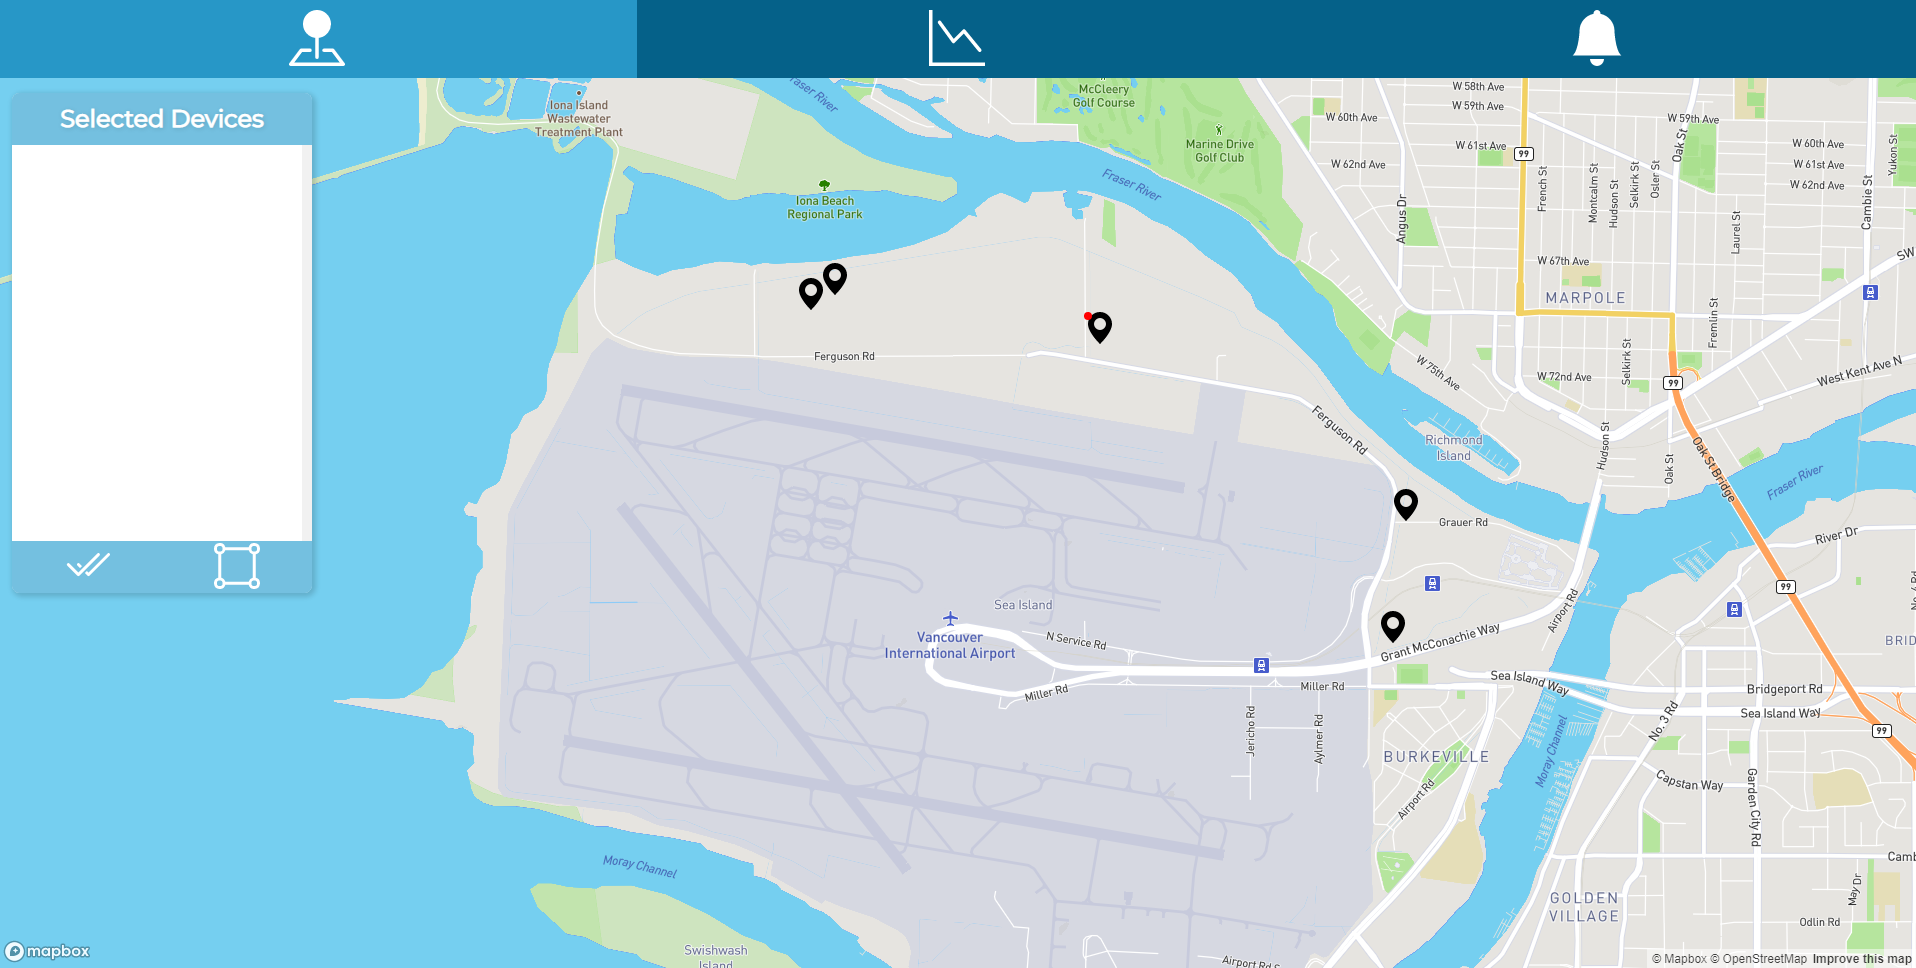 Selected Devices
Iona Island
Wastewater
Treatment Plant
Fraser River
McCleery
Golf Course
Marine Drive
Golf Club
Iona Beach
Regional Park
Fraser River
W 58th Ave
W 59th Ave
W 60th Ave
W 61st Ave
W 62nd Ave
99
W 59th Ave
Oak St
W 60th Ave
W 61st Ave
W 62nd Ave
Yukon St
Cambie St
French St
Montcalm St
Hudson St
Selkirk St
Osler St
Laurel St
Angus Dr
SW
W 67th Ave
MARPOLE
Fremlin St
Selkirk St
W 75th Ave
W 72nd Ave
99
West Kent Ave N
Ferguson Rd
Ferguson Rd
Richmond
Island
Hudson St
Oak St
Oak St Bridge
Fraser River
Grauer Rd
River Dr
99
No. 4 Rd
Sea Island
Vancouver
International Airport
N Service Rd
Airport Rd
Grant McConachie Way
BRID
Miller Rd
Miller Rd
Sea Island Way
Bridgeport Rd
Sea Island Way
No. 3 Rd
99
Jericho Rd
Aylmer Rd
BURKEVILLE
Moray Channel
Airport Rd
Capstan Way
Garden City Rd
Moray Channel
Camb
May Dr
GOLDEN
VILLAGE
Odlin Rd
Swishwash
Island
Airport Rd S
mapbox
© Mapbox © OpenStreetMap Improve this map